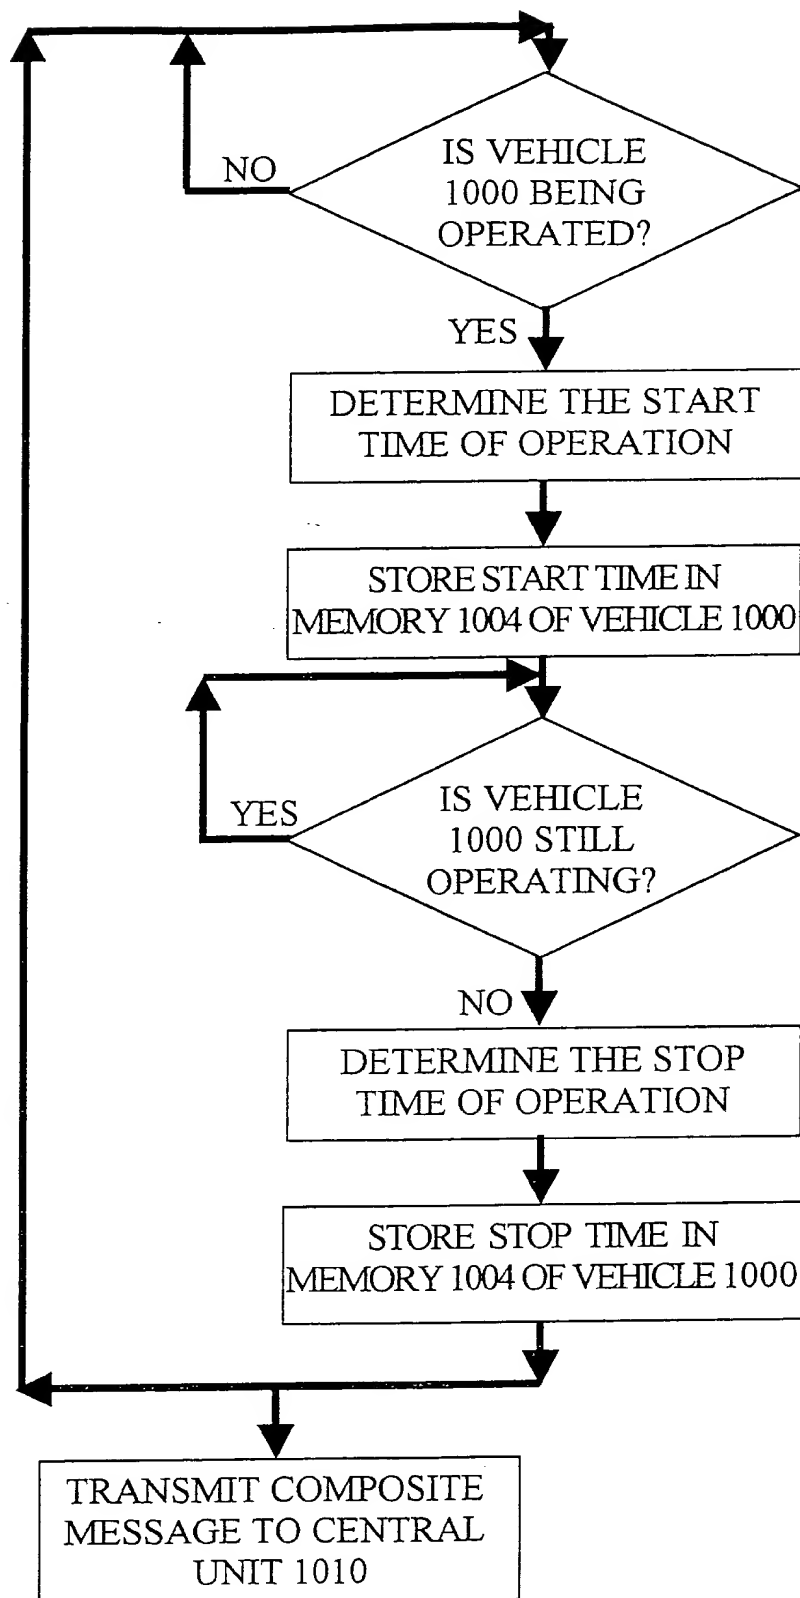 IS VEHICLE
1000 BEING
OPERATED?
NO
YES
DETERMINE THE START
TIME OF OPERATION
STORE START TIME IN
MEMORY 1004 OF VEHICLE 1000
IS VEHICLE
1000 STILL
OPERATING?
YES
NO
DETERMINE THE STOP
TIME OF OPERATION
STORE STOP TIME IN
MEMORY 1004 OF VEHICLE 1000
TRANSMIT COMPOSITE
MESSAGE TO CENTRAL
UNIT 1010